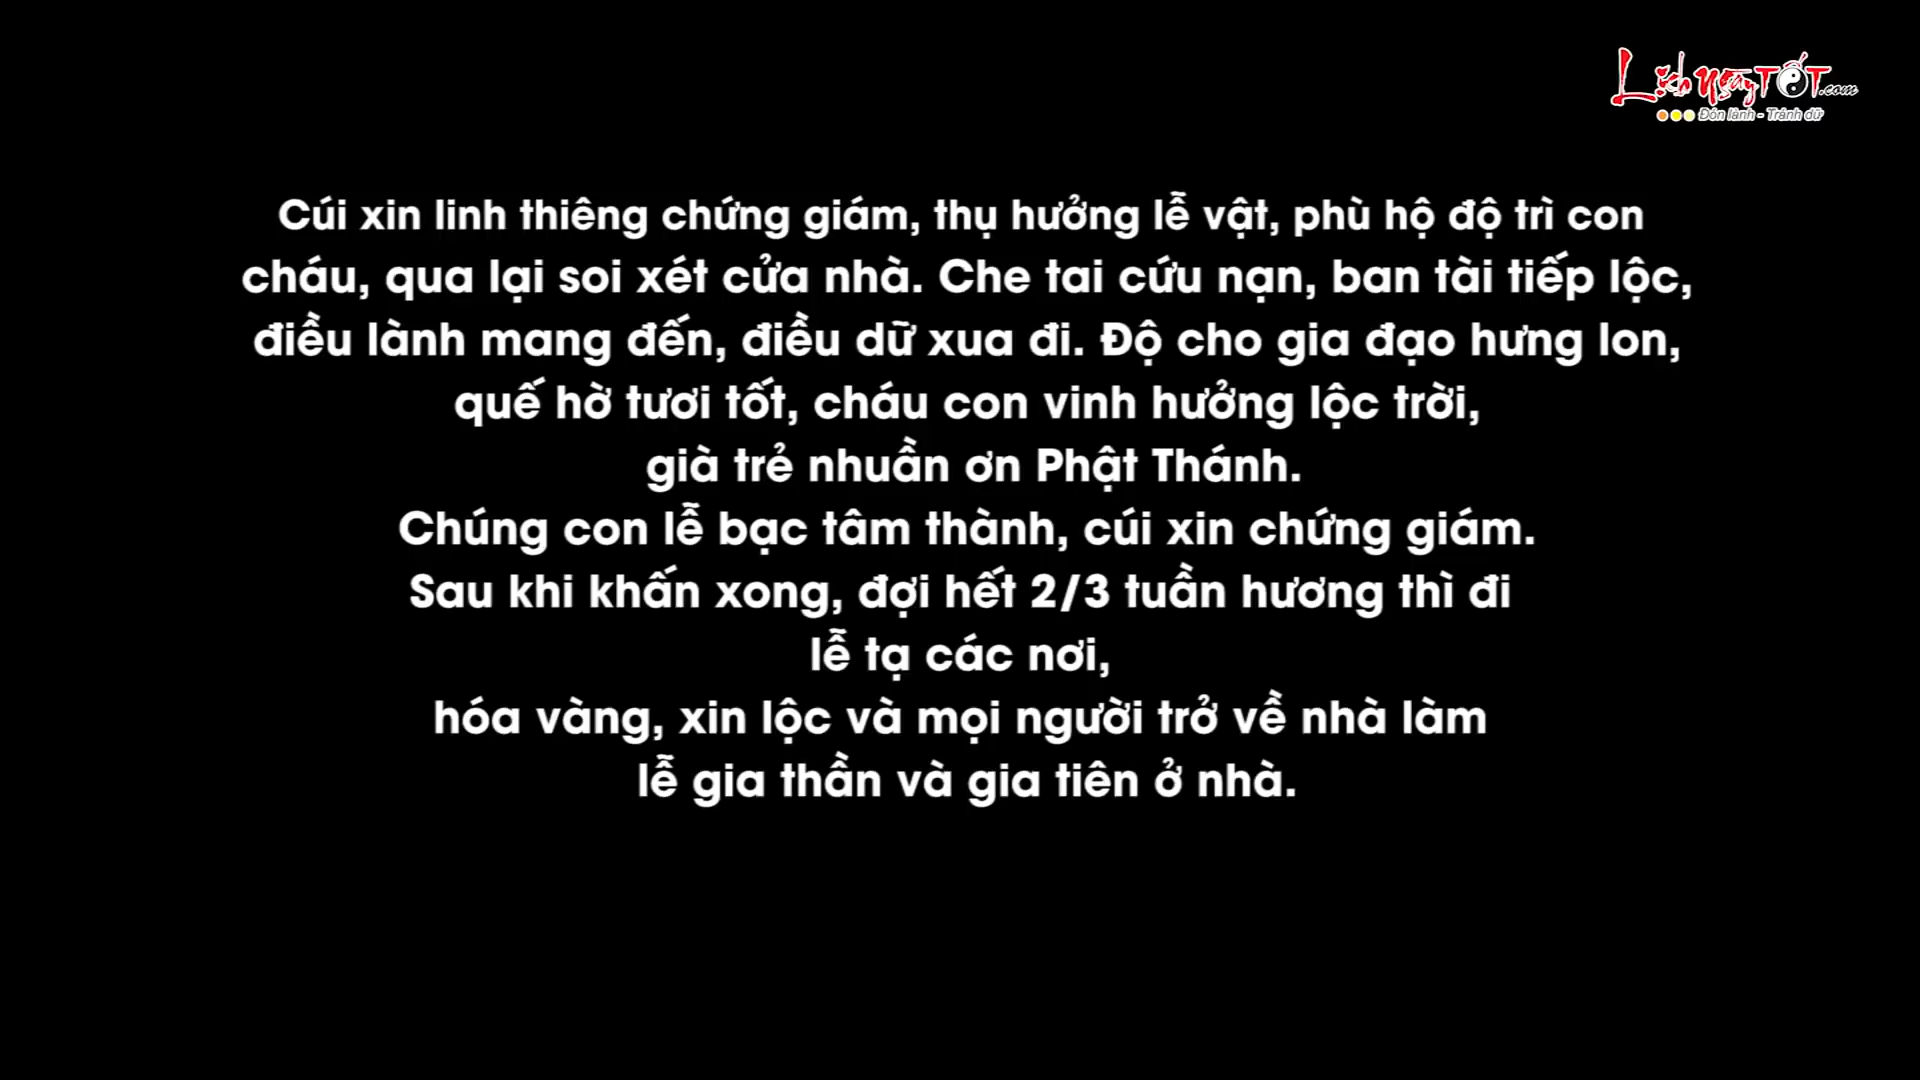 Lịch Ngày TỐT.com
Đón lành - Tránh dữ
Cúi xin linh thiêng chứng giám, thụ hưởng lễ vật, phù hộ độ trì con
cháu, qua lại soi xét cửa nhà. Che tai cứu nạn, ban tài tiếp lộc,
điều lành mang đến, điều dữ xua đi. Độ cho gia đạo hưng lon,
quế hờ tươi tốt, cháu con vinh hưởng lộc trời,
già trẻ nhuần ơn Phật Thánh.
Chúng con lễ bạc tâm thành, cúi xin chứng giám.
Sau khi khấn xong, đợi hết 2/3 tuần hương thì đi
lễ tạ các nơi,
hóa vàng, xin lộc và mọi người trở về nhà làm
lễ gia thần và gia tiên ở nhà.